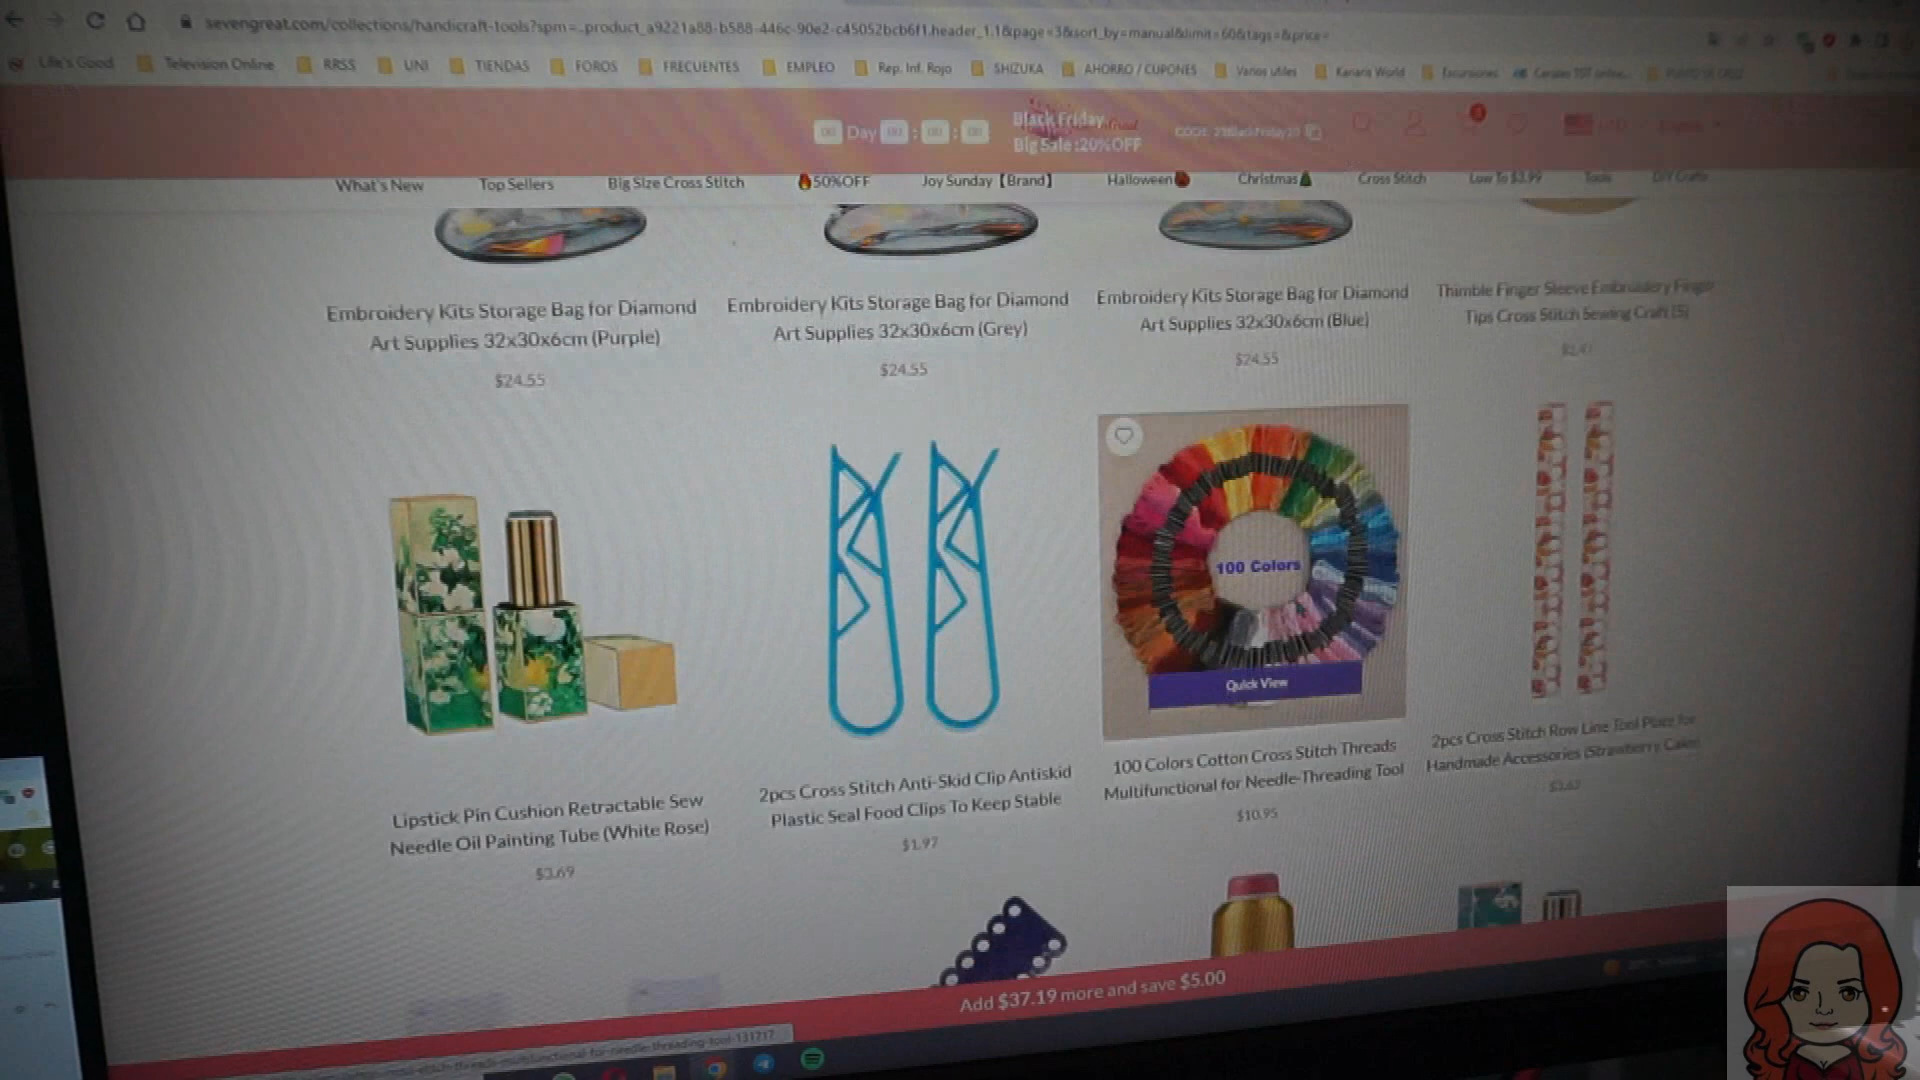 sevengreat.com/collections/handicraft-tools?spm=..product_a9221a88-b588-446c-90e2-c45052bcb6f1.header_1.1&page=3&sort_by=manual&limit=60&tags=&price=
Life's Good Television Online RRSS UNI TIENDAS FOROS FRECUENTES EMPLEO Rep. Inf. Rojo SHIZUKA AHORRO / CUPONES Varios utiles Kanaris World Excursiones
00 Day 00 : 00 : 00
Black Friday
Big Sale :20%OFF
What's New Top Sellers Big Size Cross Stitch 🔥50%OFF Joy Sunday【Brand】 Halloween🎃 Christmas🎄 Cross Stitch Low To $3.99 Tools DIY Crafts
Embroidery Kits Storage Bag for Diamond
Art Supplies 32x30x6cm (Purple)
$24.55
Embroidery Kits Storage Bag for Diamond
Art Supplies 32x30x6cm (Grey)
$24.55
Embroidery Kits Storage Bag for Diamond
Art Supplies 32x30x6cm (Blue)
$24.55
Thimble Finger Sleeve Embroidery Finger
Tips Cross Stitch Sewing Craft (S)
100 Colors
Quick View
Lipstick Pin Cushion Retractable Sew
Needle Oil Painting Tube (White Rose)
$3.69
2pcs Cross Stitch Anti-Skid Clip Antiskid
Plastic Seal Food Clips To Keep Stable
$1.97
100 Colors Cotton Cross Stitch Threads
Multifunctional for Needle-Threading Tool
$10.95
2pcs Cross Stitch Row Line Tool Place for
Handmade Accessories (Strawberry Cake)
Add $37.19 more and save $5.00